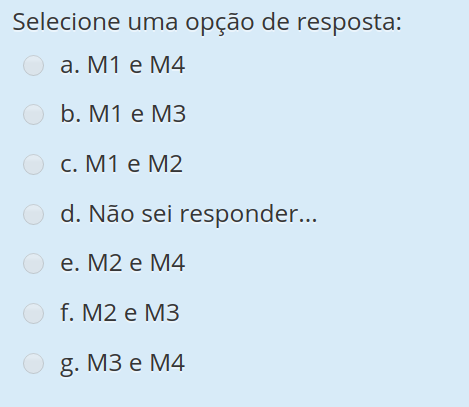 Selecione uma opção de resposta:
a. M1 e M4
b. M1 e M3
c. M1 e M2
d. Não sei responder...
e. M2 e M4
f. M2 e M3
g. M3 e M4